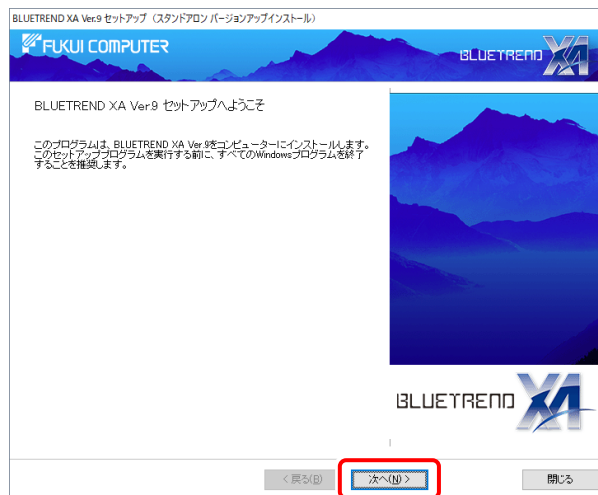 BLUETREND XA Ver.9 セットアップ（スタンドアロン バージョンアップインストール）
FUKUI COMPUTER
BLUETREND XA
BLUETREND XA Ver.9 セットアップへようこそ
このプログラムは、BLUETREND XA Ver.9をコンピューターにインストールします。
このセットアッププログラムを実行する前に、すべてのWindowsプログラムを終了
することを推奨します。
BLUETREND XA
< 戻る(B)
次へ(N) >
閉じる